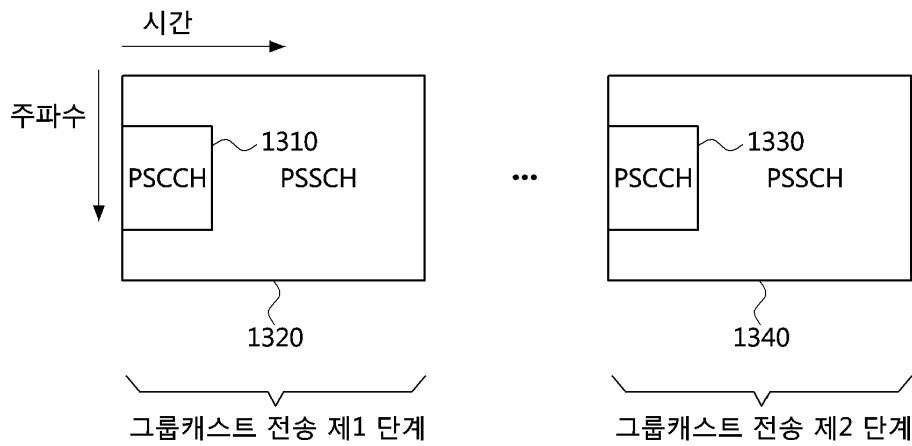 시간
주파수
1310
1330
PSCCH PSSCH ... PSCCH PSSCH
1320
1340
그룹캐스트 전송 제1 단계
그룹캐스트 전송 제2 단계